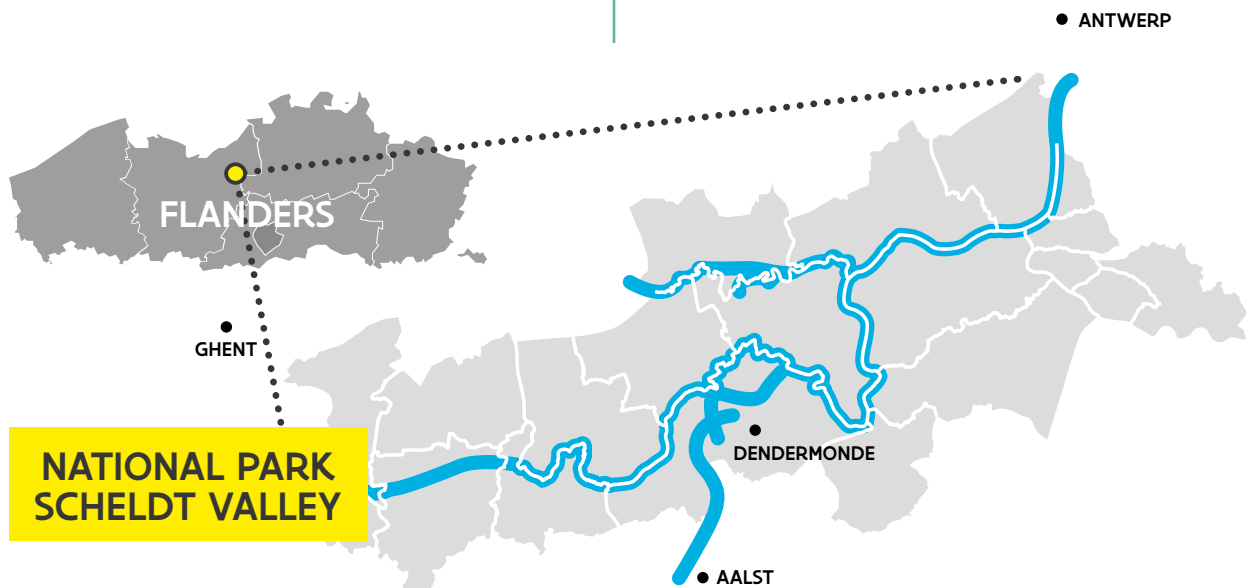 ANTWERP
FLANDERS
GHENT
NATIONAL PARK
SCHELDT VALLEY
DENDERMONDE
AALST